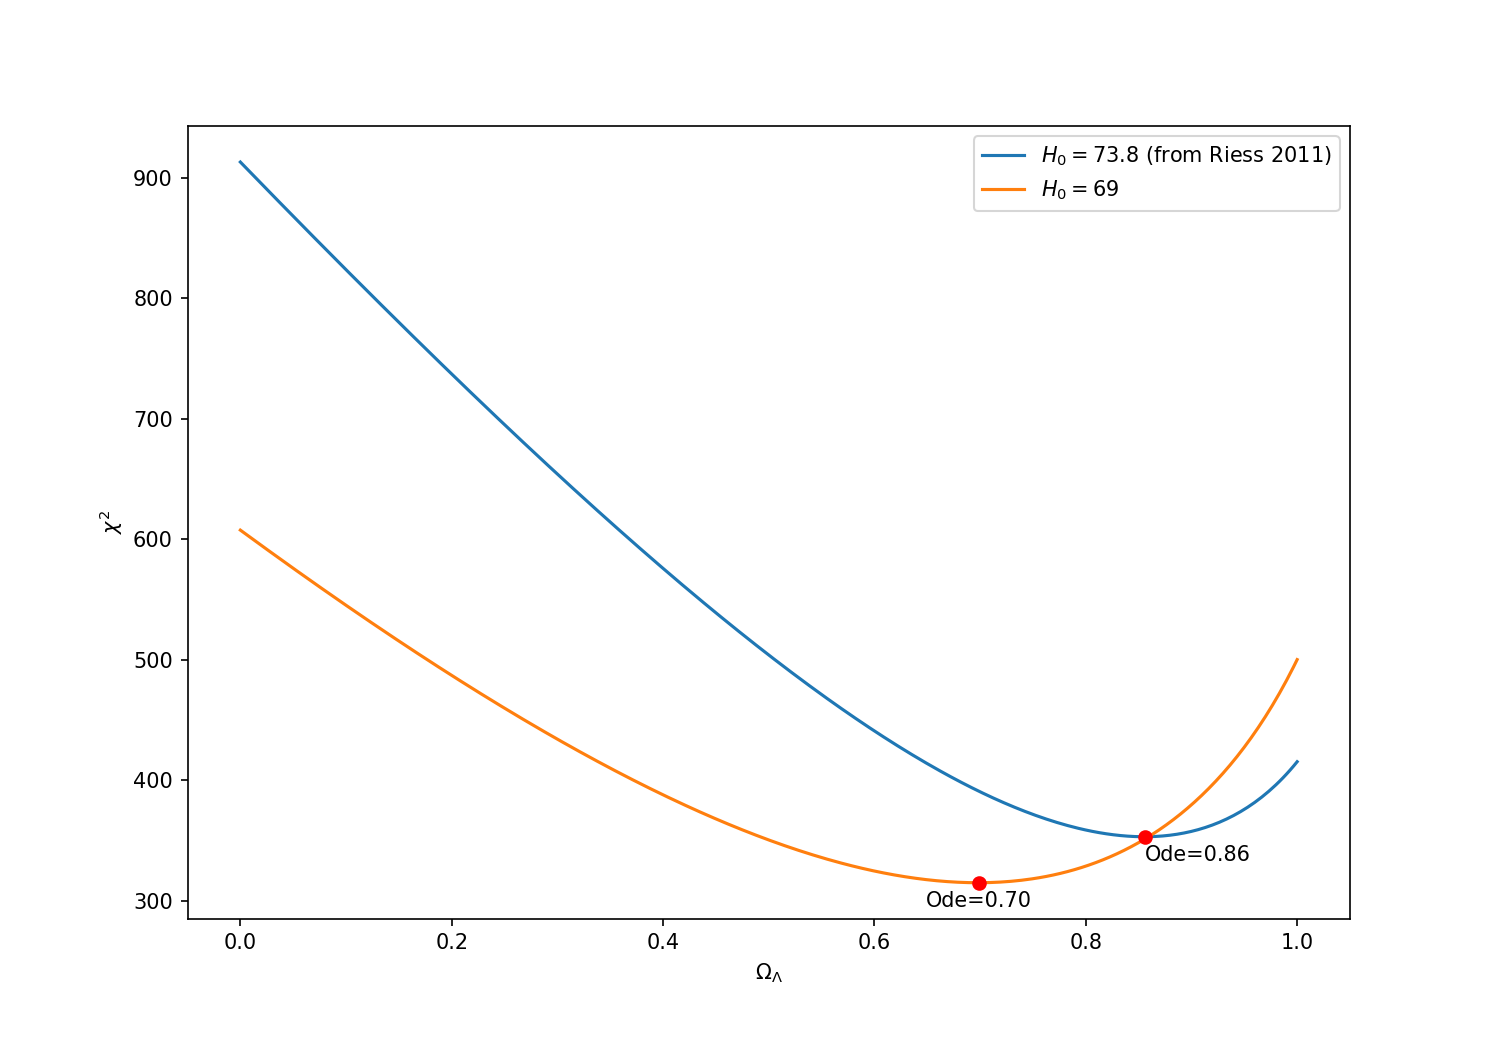 H₀ = 73.8 (from Riess 2011)
H₀ = 69
900
800
700
600
500
400
300
χ²
Ode=0.86
Ode=0.70
0.0 0.2 0.4 0.6 0.8 1.0
Ω_Λ